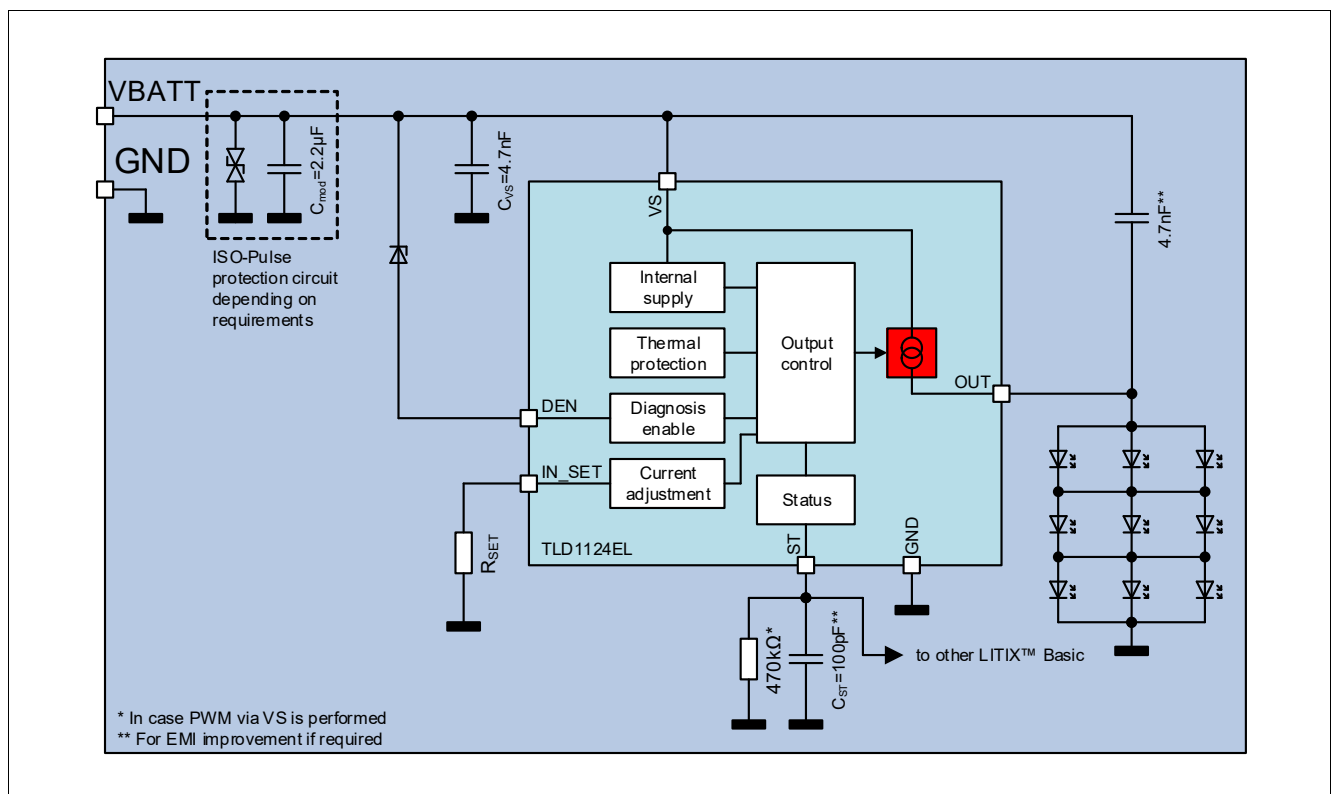 VBATT
GND
Cmod=2.2µF
ISO-Pulse
protection circuit
depending on
requirements
CVS=4.7nF
4.7nF**
VS
Internal
supply
Thermal
protection
Output
control
OUT
DEN
Diagnosis
enable
IN_SET
Current
adjustment
Status
RSET
TLD1124EL
ST
GND
470kΩ*
CST=100pF**
to other LITIX™ Basic
* In case PWM via VS is performed
** For EMI improvement if required